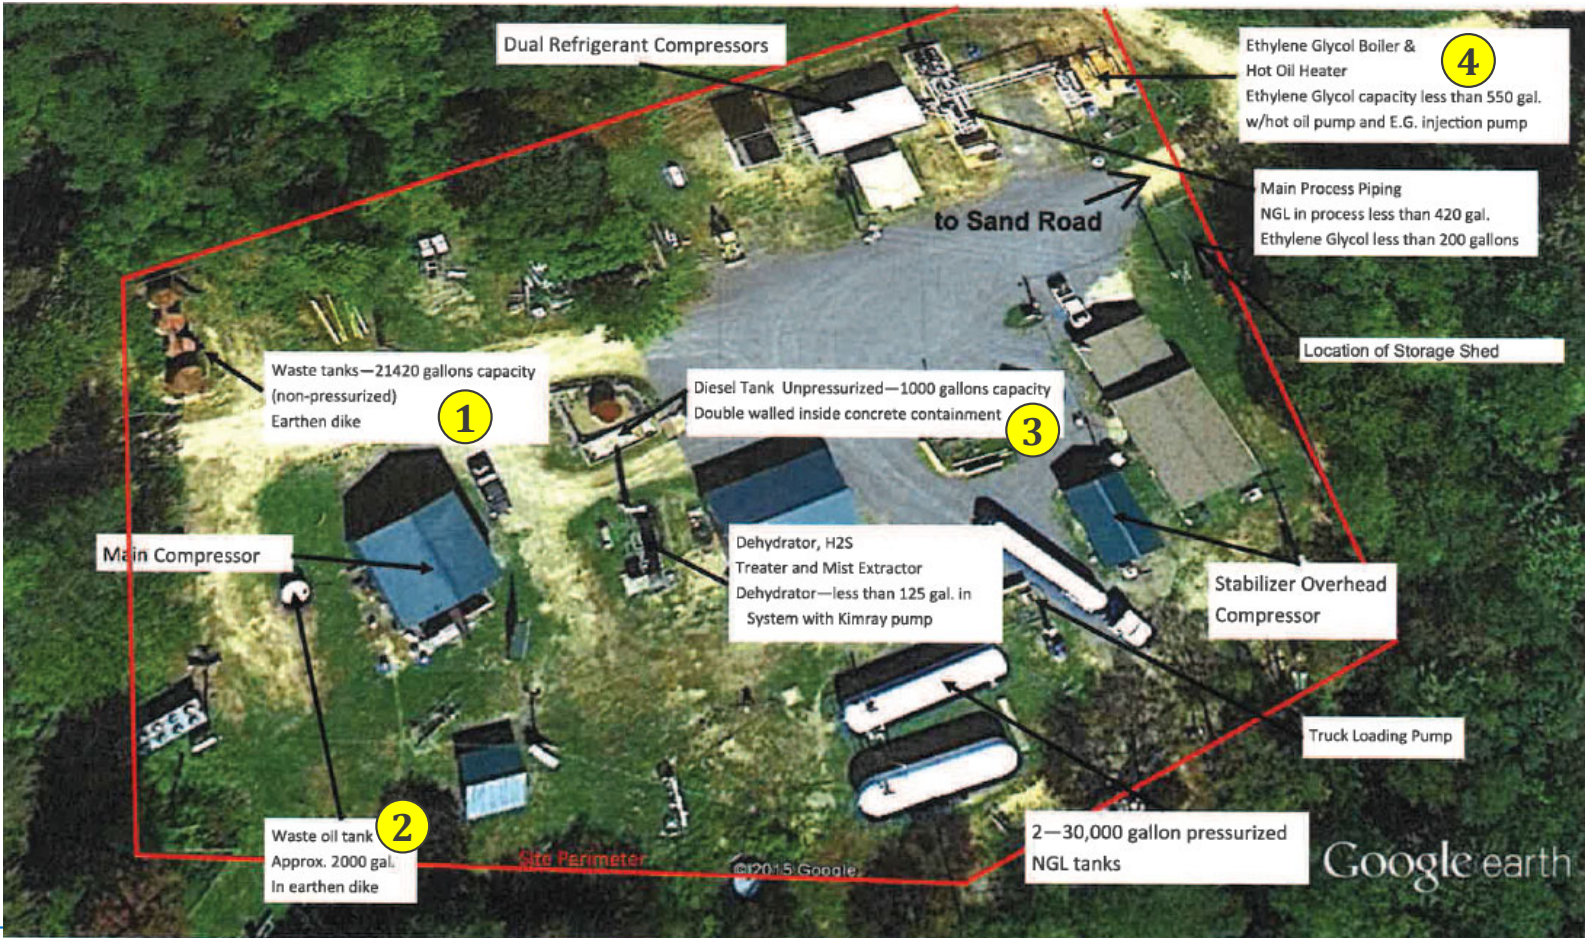 Dual Refrigerant Compressors
Ethylene Glycol Boiler &
Hot Oil Heater
Ethylene Glycol capacity less than 550 gal.
w/hot oil pump and E.G. injection pump
4
Main Process Piping
NGL in process less than 420 gal.
Ethylene Glycol less than 200 gallons
to Sand Road
Location of Storage Shed
Waste tanks—21420 gallons capacity
(non-pressurized)
Earthen dike
1
Diesel Tank Unpressurized—1000 gallons capacity
Double walled inside concrete containment
3
Main Compressor
Dehydrator, H2S
Treater and Mist Extractor
Dehydrator—less than 125 gal. in
System with Kimray pump
Stabilizer Overhead
Compressor
Truck Loading Pump
Waste oil tank
Approx. 2000 gal.
In earthen dike
2
Site Perimeter
©2015 Google
2—30,000 gallon pressurized
NGL tanks
Google earth